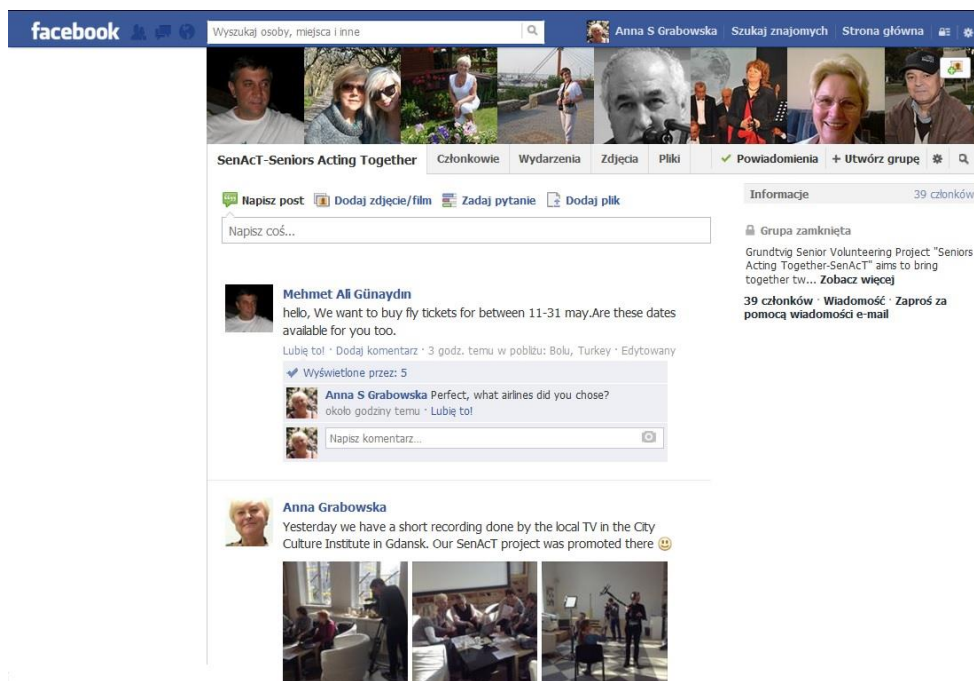 facebook
Wyszukaj osoby, miejsca i inne
Anna S Grabowska
Szukaj znajomych
Strona główna
SenAcT-Seniors Acting Together
Członkowie
Wydarzenia
Zdjęcia
Pliki
Powiadomienia
+ Utwórz grupę
Napisz post
Dodaj zdjęcie/film
Zadaj pytanie
Dodaj plik
Napisz coś...
Informacje
39 członków
Grupa zamknięta
Grundtvig Senior Volunteering Project "Seniors
Acting Together-SenAcT" aims to bring
together tw... Zobacz więcej
39 członków · Wiadomość · Zaproś za
pomocą wiadomości e-mail
Mehmet Ali Günaydın
hello, We want to buy fly tickets for between 11-31 may.Are these dates
available for you too.
Lubię to! · Dodaj komentarz · 3 godz. temu w pobliżu: Bolu, Turkey · Edytowany
Wyświetlone przez: 5
Anna S Grabowska Perfect, what airlines did you chose?
około godziny temu · Lubię to!
Napisz komentarz...
Anna Grabowska
Yesterday we have a short recording done by the local TV in the City
Culture Institute in Gdansk. Our SenAcT project was promoted there